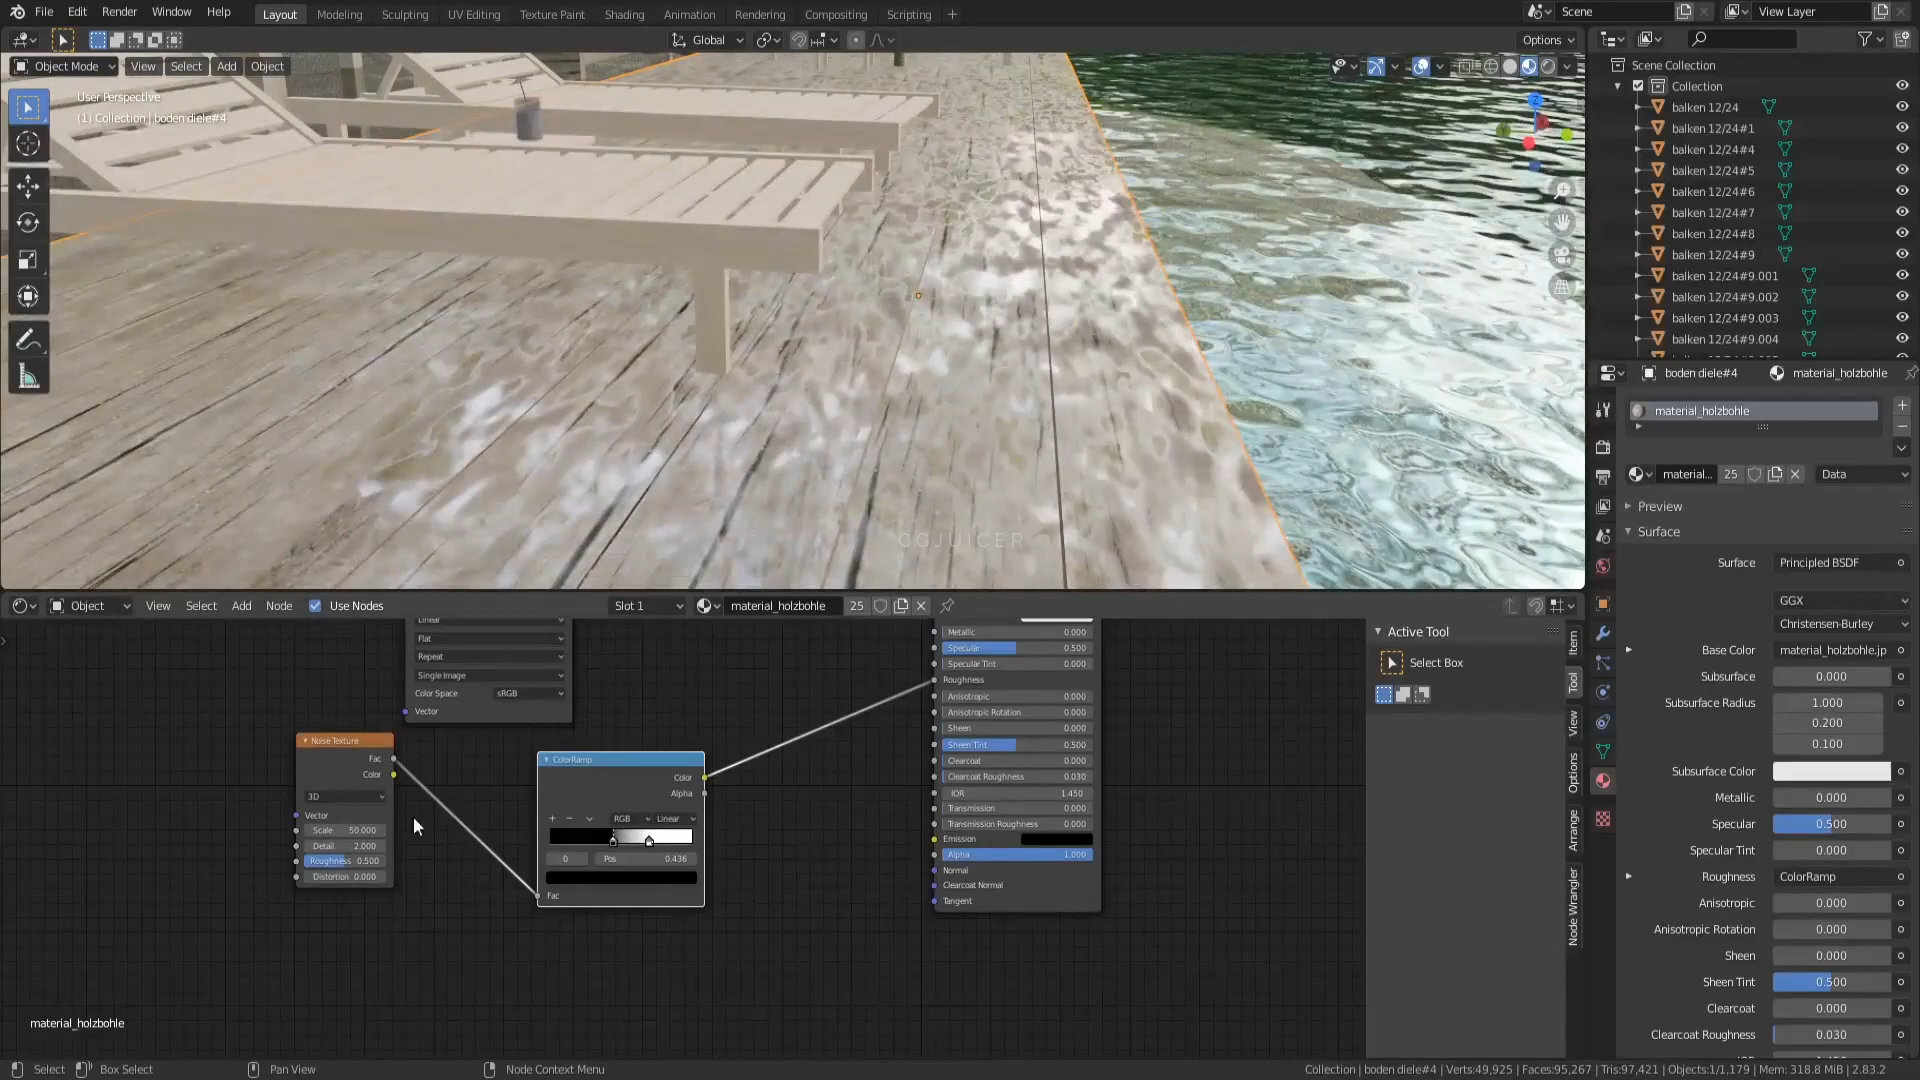 File Edit Render Window Help Layout Modeling Sculpting UV Editing Texture Paint Shading Animation Rendering Compositing Scripting + Scene View Layer
Global Options
Object Mode View Select Add Object
User Perspective
(1) Collection | boden diele#4
Z
CGJUICER
Scene Collection
Collection
balken 12/24
balken 12/24#1
balken 12/24#4
balken 12/24#5
balken 12/24#6
balken 12/24#7
balken 12/24#8
balken 12/24#9
balken 12/24#9.001
balken 12/24#9.002
balken 12/24#9.003
balken 12/24#9.004
boden diele#4 material_holzbohle
material_holzbohle
material... 25 Data
Preview
Surface
Surface Principled BSDF
GGX
Christensen-Burley
Base Color material_holzbohle.jp
Subsurface 0.000
Subsurface Radius 1.000
0.200
0.100
Subsurface Color
Metallic 0.000
Specular 0.500
Specular Tint 0.000
Roughness ColorRamp
Anisotropic 0.000
Anisotropic Rotation 0.000
Sheen 0.000
Sheen Tint 0.500
Clearcoat 0.000
Clearcoat Roughness 0.030
Object View Select Add Node Use Nodes Slot 1 material_holzbohle 25
Linear
Flat
Repeat
Single Image
Color Space sRGB
Vector
Noise Texture
Fac
Color
3D
Vector
Scale 50.000
Detail 2.000
Roughness 0.500
Distortion 0.000
ColorRamp
Color
Alpha
RGB Linear
0 Pos 0.436
Fac
Metallic 0.000
Specular 0.500
Specular Tint 0.000
Roughness
Anisotropic 0.000
Anisotropic Rotation 0.000
Sheen 0.000
Sheen Tint 0.500
Clearcoat 0.000
Clearcoat Roughness 0.030
IOR 1.450
Transmission 0.000
Transmission Roughness 0.000
Emission
Alpha 1.000
Normal
Clearcoat Normal
Tangent
Active Tool
Select Box
Item
Tool
View
Options
Arrange
Node Wrangler
material_holzbohle
Select Box Select Pan View Node Context Menu Collection | boden diele#4 | Verts:49,925 | Faces:95,267 | Tris:97,421 | Objects:1/1,179 | Mem: 318.8 MiB | 2.83.2